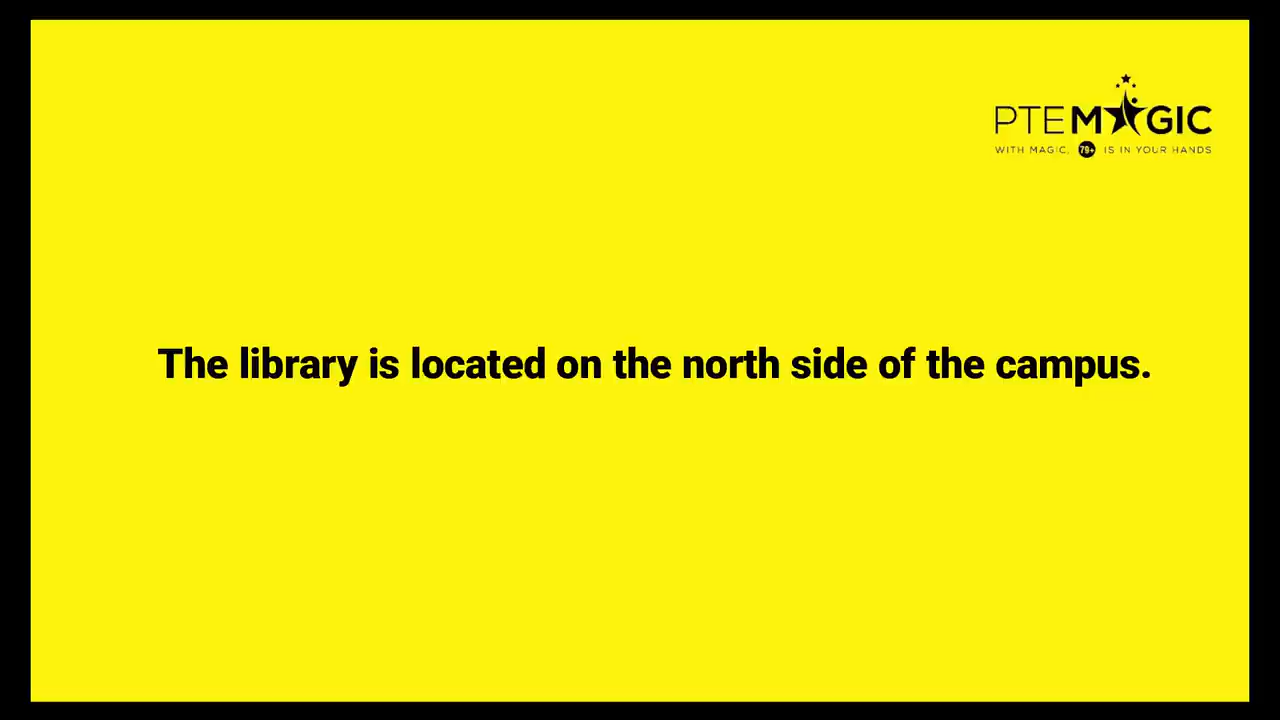 PTEMAGIC
WITH MAGIC, 79+ IS IN YOUR HANDS
The library is located on the north side of the campus.